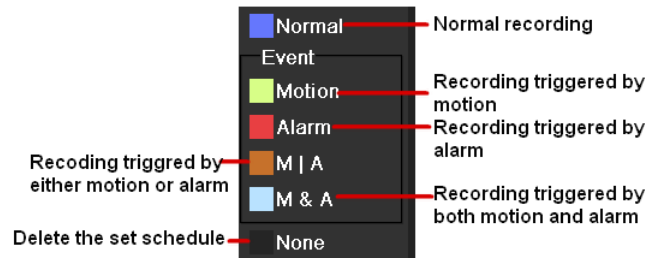 Normal
Normal recording
Event
Motion
Recording triggered by
motion
Alarm
Recording triggered by
alarm
Recoding triggred by
either motion or alarm
M | A
M & A
Recording triggered by
both motion and alarm
Delete the set schedule
None